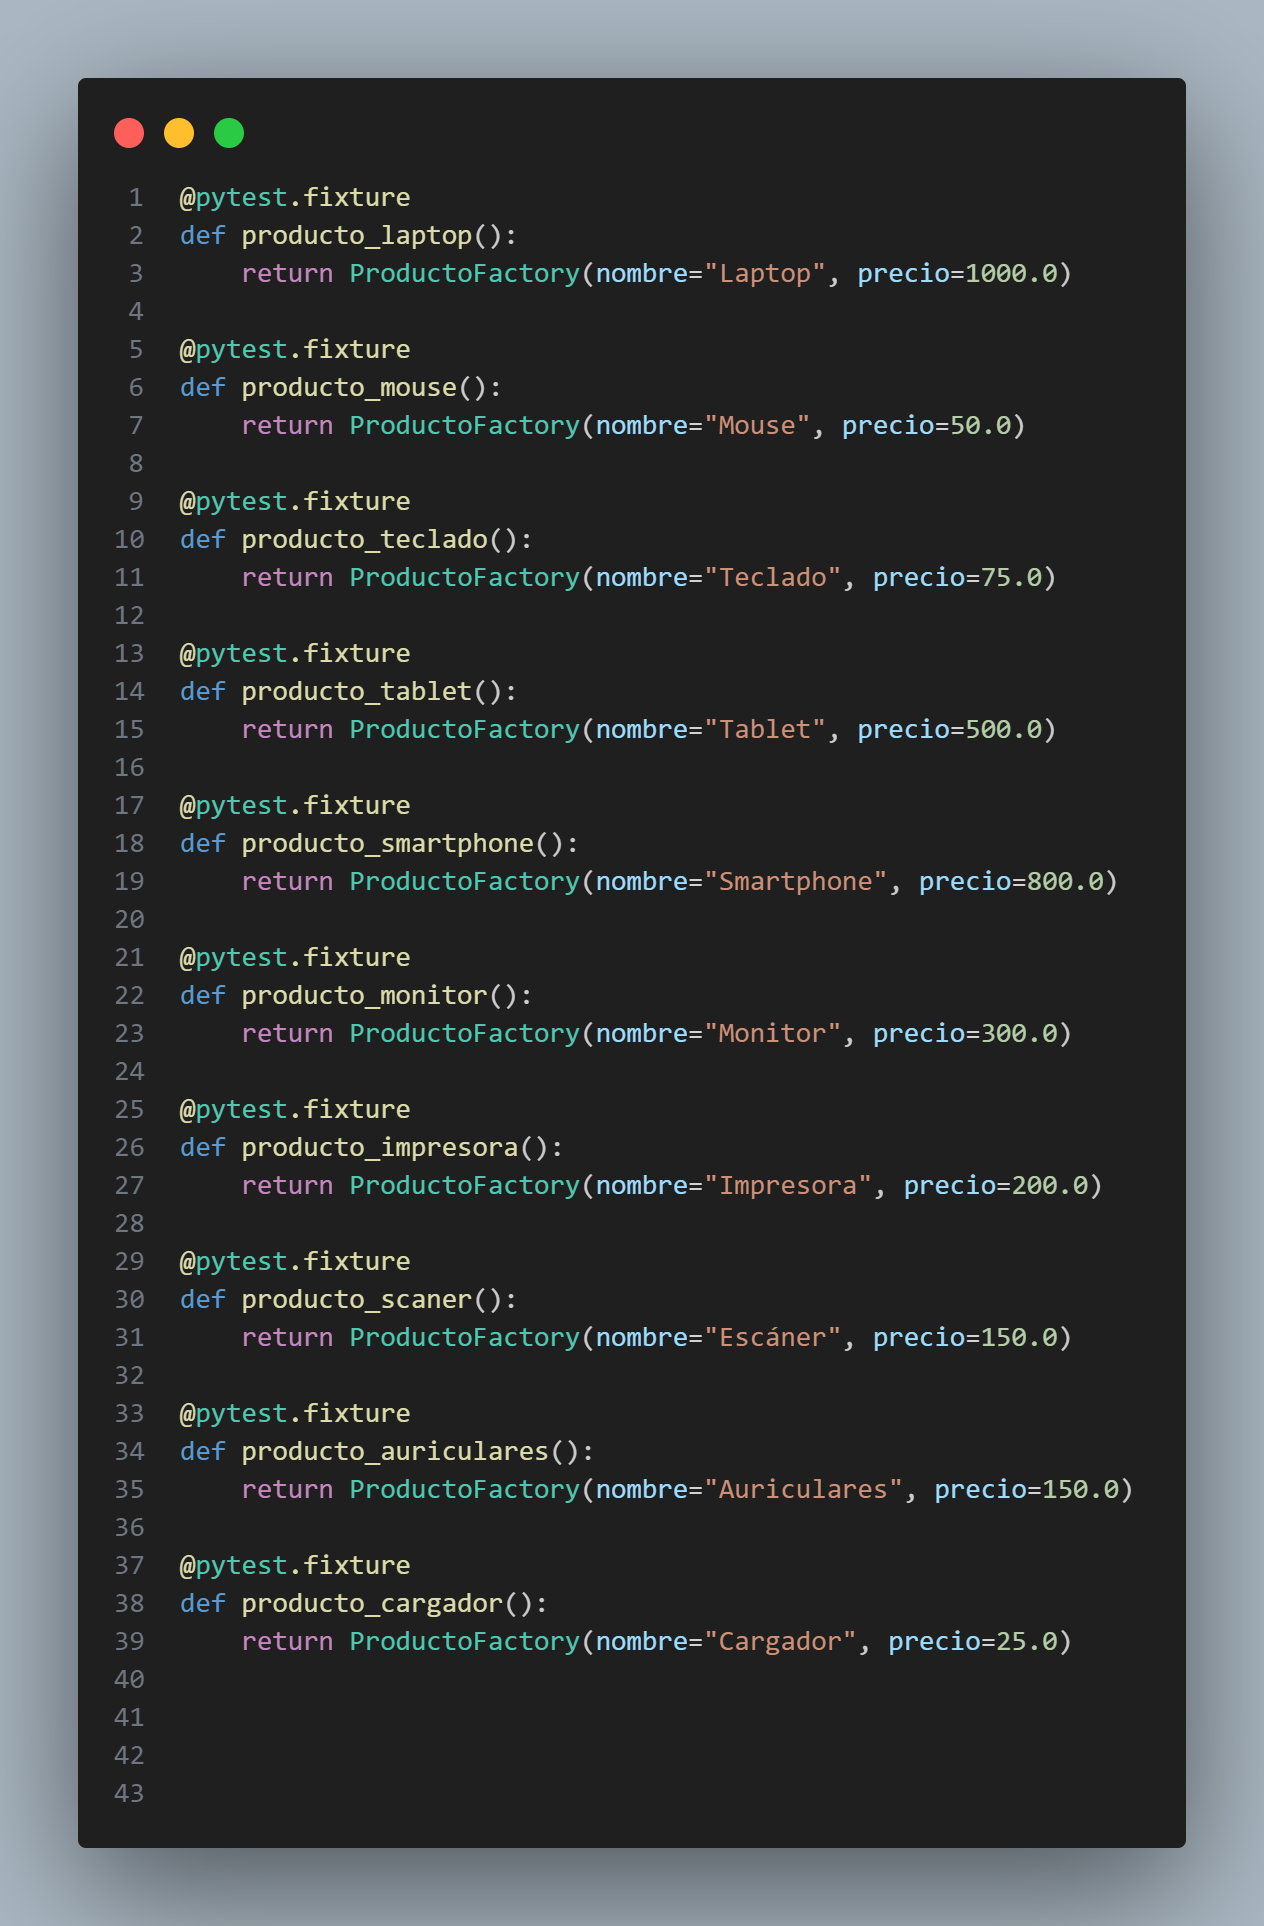 1 @pytest.fixture
2 def producto_laptop():
3     return ProductoFactory(nombre="Laptop", precio=1000.0)
4
5 @pytest.fixture
6 def producto_mouse():
7     return ProductoFactory(nombre="Mouse", precio=50.0)
8
9 @pytest.fixture
10 def producto_teclado():
11     return ProductoFactory(nombre="Teclado", precio=75.0)
12
13 @pytest.fixture
14 def producto_tablet():
15     return ProductoFactory(nombre="Tablet", precio=500.0)
16
17 @pytest.fixture
18 def producto_smartphone():
19     return ProductoFactory(nombre="Smartphone", precio=800.0)
20
21 @pytest.fixture
22 def producto_monitor():
23     return ProductoFactory(nombre="Monitor", precio=300.0)
24
25 @pytest.fixture
26 def producto_impresora():
27     return ProductoFactory(nombre="Impresora", precio=200.0)
28
29 @pytest.fixture
30 def producto_scaner():
31     return ProductoFactory(nombre="Escáner", precio=150.0)
32
33 @pytest.fixture
34 def producto_auriculares():
35     return ProductoFactory(nombre="Auriculares", precio=150.0)
36
37 @pytest.fixture
38 def producto_cargador():
39     return ProductoFactory(nombre="Cargador", precio=25.0)
40
41
42
43